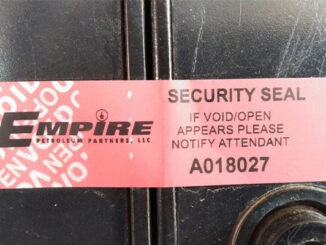 EMPIRE
PETROLEUM PARTNERS, LLC
SECURITY SEAL
IF VOID/OPEN
APPEARS PLEASE
NOTIFY ATTENDANT
A018027